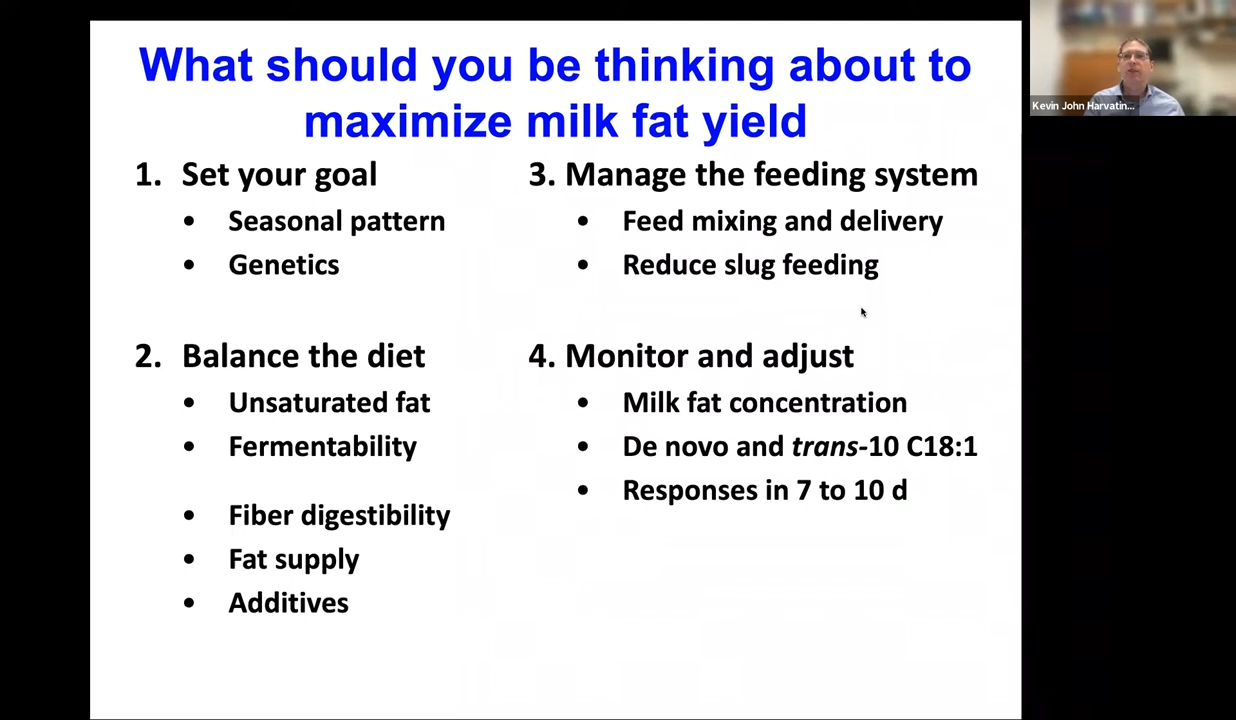 What should you be thinking about to
maximize milk fat yield
1. Set your goal
• Seasonal pattern
• Genetics
2. Balance the diet
• Unsaturated fat
• Fermentability
• Fiber digestibility
• Fat supply
• Additives
3. Manage the feeding system
• Feed mixing and delivery
• Reduce slug feeding
4. Monitor and adjust
• Milk fat concentration
• De novo and trans-10 C18:1
• Responses in 7 to 10 d
Kevin John Harvatin...